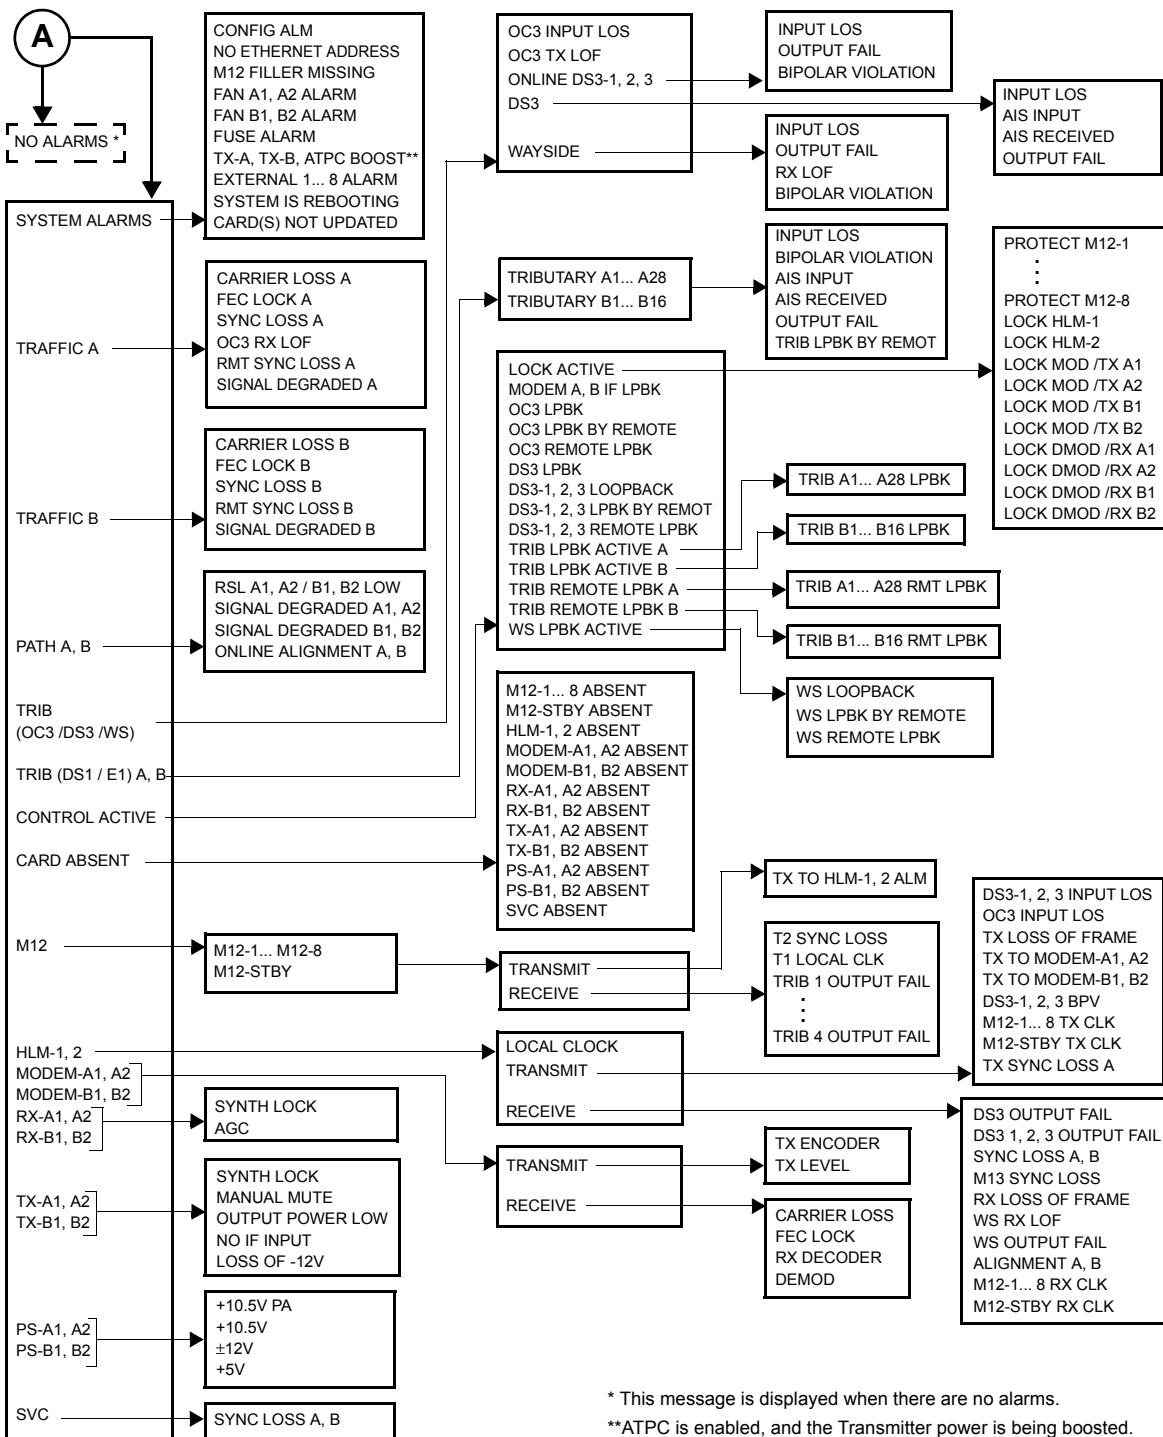 A
NO ALARMS *
SYSTEM ALARMS
TRAFFIC A
TRAFFIC B
PATH A, B
TRIB
(OC3 /DS3 /WS)
TRIB (DS1 / E1) A, B
CONTROL ACTIVE
CARD ABSENT
M12
HLM-1, 2
MODEM-A1, A2
MODEM-B1, B2
RX-A1, A2
RX-B1, B2
TX-A1, A2
TX-B1, B2
PS-A1, A2
PS-B1, B2
SVC
CONFIG ALM
NO ETHERNET ADDRESS
M12 FILLER MISSING
FAN A1, A2 ALARM
FAN B1, B2 ALARM
FUSE ALARM
TX-A, TX-B, ATPC BOOST**
EXTERNAL 1... 8 ALARM
SYSTEM IS REBOOTING
CARD(S) NOT UPDATED
CARRIER LOSS A
FEC LOCK A
SYNC LOSS A
OC3 RX LOF
RMT SYNC LOSS A
SIGNAL DEGRADED A
CARRIER LOSS B
FEC LOCK B
SYNC LOSS B
RMT SYNC LOSS B
SIGNAL DEGRADED B
RSL A1, A2 / B1, B2 LOW
SIGNAL DEGRADED A1, A2
SIGNAL DEGRADED B1, B2
ONLINE ALIGNMENT A, B
M12-1... M12-8
M12-STBY
SYNTH LOCK
AGC
SYNTH LOCK
MANUAL MUTE
OUTPUT POWER LOW
NO IF INPUT
LOSS OF -12V
+10.5V PA
+10.5V
±12V
+5V
SYNC LOSS A, B
OC3 INPUT LOS
OC3 TX LOF
ONLINE DS3-1, 2, 3
DS3
WAYSIDE
TRIBUTARY A1... A28
TRIBUTARY B1... B16
LOCK ACTIVE
MODEM A, B IF LPBK
OC3 LPBK
OC3 LPBK BY REMOTE
OC3 REMOTE LPBK
DS3 LPBK
DS3-1, 2, 3 LOOPBACK
DS3-1, 2, 3 LPBK BY REMOT
DS3-1, 2, 3 REMOTE LPBK
TRIB LPBK ACTIVE A
TRIB LPBK ACTIVE B
TRIB REMOTE LPBK A
TRIB REMOTE LPBK B
WS LPBK ACTIVE
M12-1... 8 ABSENT
M12-STBY ABSENT
HLM-1, 2 ABSENT
MODEM-A1, A2 ABSENT
MODEM-B1, B2 ABSENT
RX-A1, A2 ABSENT
RX-B1, B2 ABSENT
TX-A1, A2 ABSENT
TX-B1, B2 ABSENT
PS-A1, A2 ABSENT
PS-B1, B2 ABSENT
SVC ABSENT
TRANSMIT
RECEIVE
LOCAL CLOCK
TRANSMIT
RECEIVE
TRANSMIT
RECEIVE
INPUT LOS
OUTPUT FAIL
BIPOLAR VIOLATION
INPUT LOS
OUTPUT FAIL
RX LOF
BIPOLAR VIOLATION
INPUT LOS
BIPOLAR VIOLATION
AIS INPUT
AIS RECEIVED
OUTPUT FAIL
TRIB LPBK BY REMOT
TRIB A1... A28 LPBK
TRIB B1... B16 LPBK
TRIB A1... A28 RMT LPBK
TRIB B1... B16 RMT LPBK
WS LOOPBACK
WS LPBK BY REMOTE
WS REMOTE LPBK
TX TO HLM-1, 2 ALM
T2 SYNC LOSS
T1 LOCAL CLK
TRIB 1 OUTPUT FAIL
⋮
TRIB 4 OUTPUT FAIL
TX ENCODER
TX LEVEL
CARRIER LOSS
FEC LOCK
RX DECODER
DEMOD
INPUT LOS
AIS INPUT
AIS RECEIVED
OUTPUT FAIL
PROTECT M12-1
⋮
PROTECT M12-8
LOCK HLM-1
LOCK HLM-2
LOCK MOD /TX A1
LOCK MOD /TX A2
LOCK MOD /TX B1
LOCK MOD /TX B2
LOCK DMOD /RX A1
LOCK DMOD /RX A2
LOCK DMOD /RX B1
LOCK DMOD /RX B2
DS3-1, 2, 3 INPUT LOS
OC3 INPUT LOS
TX LOSS OF FRAME
TX TO MODEM-A1, A2
TX TO MODEM-B1, B2
DS3-1, 2, 3 BPV
M12-1... 8 TX CLK
M12-STBY TX CLK
TX SYNC LOSS A
DS3 OUTPUT FAIL
DS3 1, 2, 3 OUTPUT FAIL
SYNC LOSS A, B
M13 SYNC LOSS
RX LOSS OF FRAME
WS RX LOF
WS OUTPUT FAIL
ALIGNMENT A, B
M12-1... 8 RX CLK
M12-STBY RX CLK
* This message is displayed when there are no alarms.
**ATPC is enabled, and the Transmitter power is being boosted.